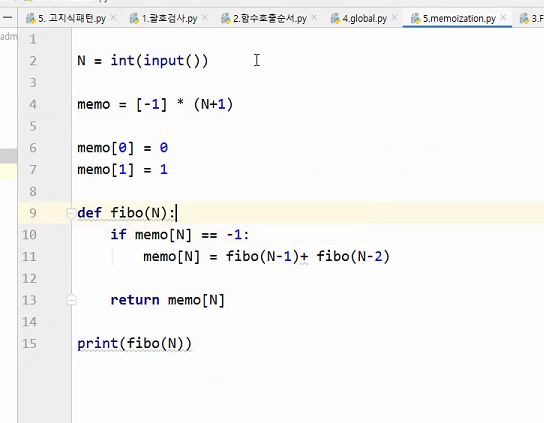 5. 고지식패턴.py
1.괄호검사.py
2.함수호출순서.py
4.global.py
5.memoization.py
3.F
adm
1
2 N = int(input())
3
4 memo = [-1] * (N+1)
5
6 memo[0] = 0
7 memo[1] = 1
8
9 def fibo(N):
10 if memo[N] == -1:
11 memo[N] = fibo(N-1)+ fibo(N-2)
12
13 return memo[N]
14
15 print(fibo(N))